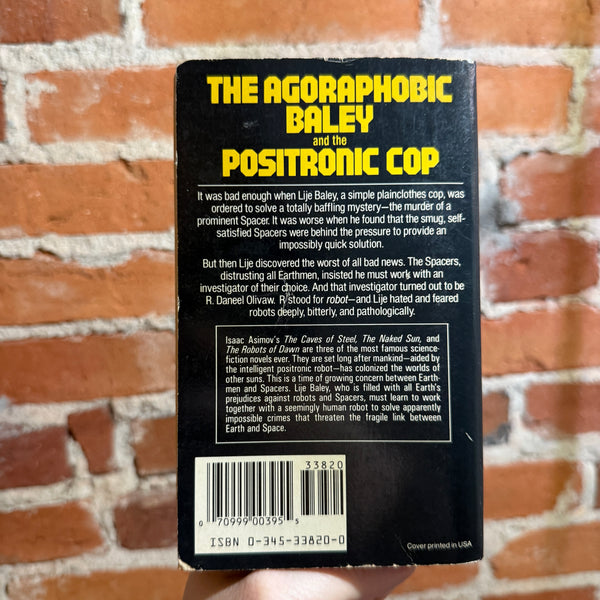 THE AGORAPHOBIC
BALEY
and the
POSITRONIC COP
It was bad enough when Lije Baley, a simple plainclothes cop, was
ordered to solve a totally baffling mystery—the murder of a
prominent Spacer. It was worse when he found that the smug, self-
satisfied Spacers were behind the pressure to provide an
impossibly quick solution.
But then Lije discovered the worst of all bad news. The Spacers,
distrusting all Earthmen, insisted he must work with an
investigator of their choice. And that investigator turned out to be
R. Daneel Olivaw. R stood for robot—and Lije hated and feared
robots deeply, bitterly, and pathologically.
Isaac Asimov's The Caves of Steel, The Naked Sun, and
The Robots of Dawn are three of the most famous science-
fiction novels ever. They are set long after mankind—aided by
the intelligent positronic robot—has colonized the worlds of
other suns. This is a time of growing concern between Earth-
men and Spacers. Lije Baley, who is filled with all Earth's
prejudices against robots and Spacers, must learn to work
together with a seemingly human robot to solve apparently
impossible crimes that threaten the fragile link between
Earth and Space.
33820
0 70999 00395 5
ISBN 0-345-33820-0
Cover printed in USA